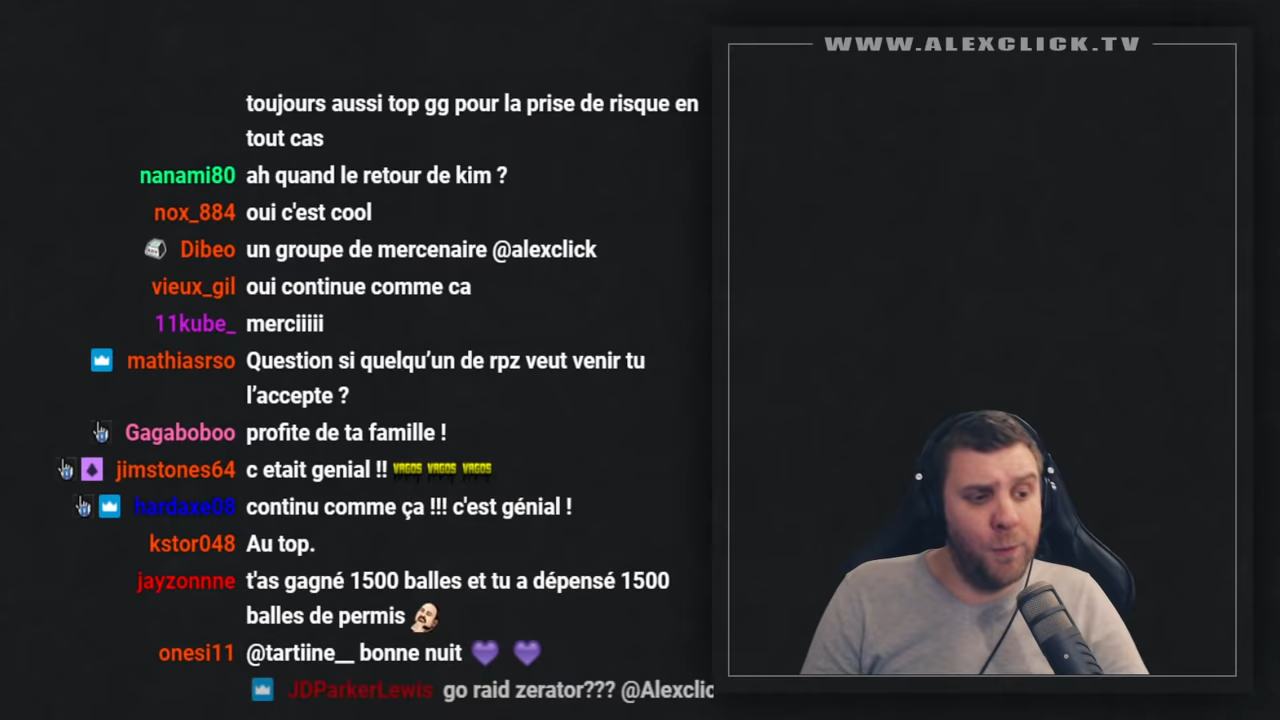 WWW.ALEXCLICK.TV
toujours aussi top gg pour la prise de risque en
tout cas
nanami80 ah quand le retour de kim ?
nox_884 oui c'est cool
Dibeo un groupe de mercenaire @alexclick
vieux_gil oui continue comme ca
11kube_ merciiiii
mathiasrso Question si quelqu’un de rpz veut venir tu
l’accepte ?
Gagaboboo profite de ta famille !
jimstones64 c etait genial !! VAGOS VAGOS VAGOS
hardaxe08 continu comme ça !!! c'est génial !
kstor048 Au top.
jayzonnne t'as gagné 1500 balles et tu a dépensé 1500
balles de permis
onesi11 @tartiine__ bonne nuit
JDParkerLewis go raid zerator??? @Alexclic